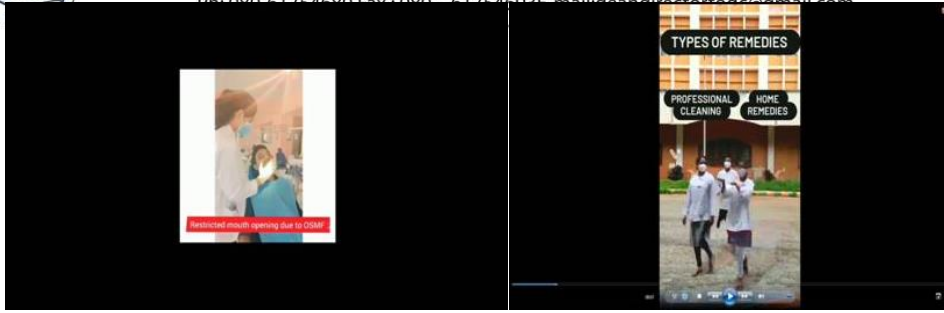 Restricted mouth opening due to OSMF
TYPES OF REMEDIES
PROFESSIONAL
CLEANING
HOME
REMEDIES